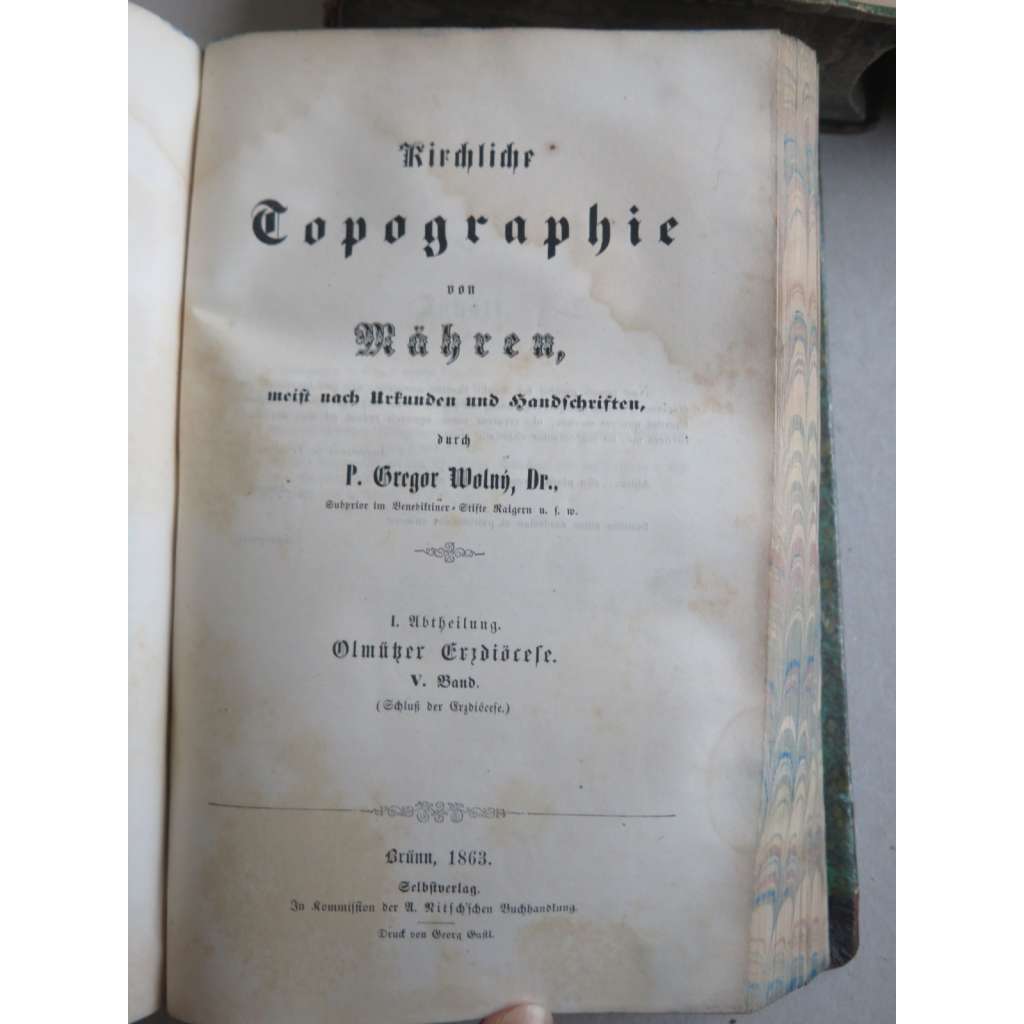 Kirchliche
Topographie
von
Mähren,
meist nach Urkunden und Handschriften,
durch
P. Gregor Wolný, Dr.,
Subprior im Benediktiner-Stifte Raigern u. s. w.
I. Abtheilung.
Olmützer Erzdiöcese.
V. Band.
(Schluß der Erzdiöcese.)
Brünn, 1863.
Selbstverlag.
In Kommission der A. Nitsch'schen Buchhandlung.
Druck von Georg Gastl.